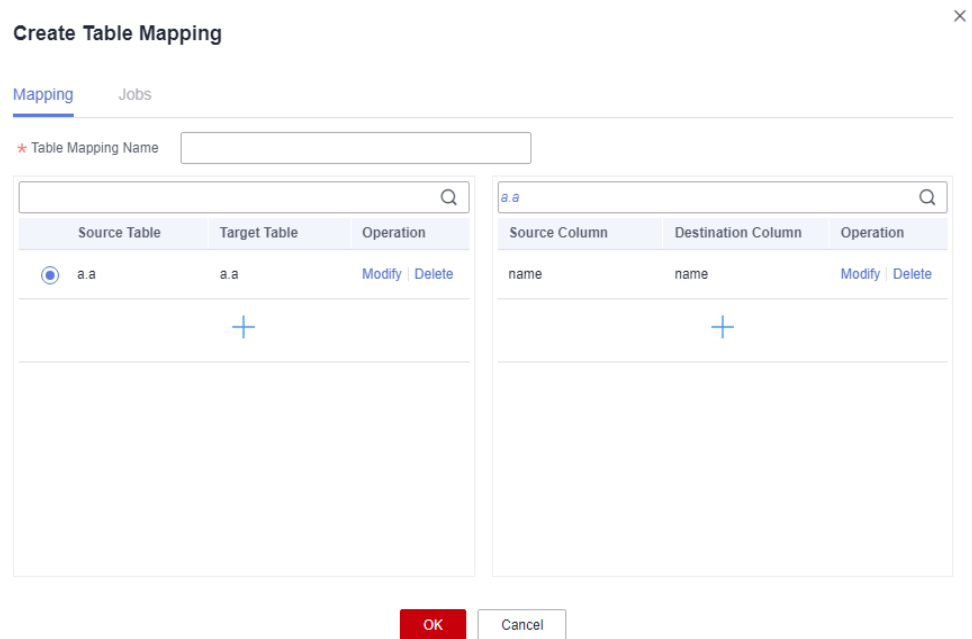 Create Table Mapping
Mapping Jobs
* Table Mapping Name
a.a
Source Table Target Table Operation
Source Column Destination Column Operation
a.a a.a Modify | Delete
name name Modify | Delete
OK Cancel